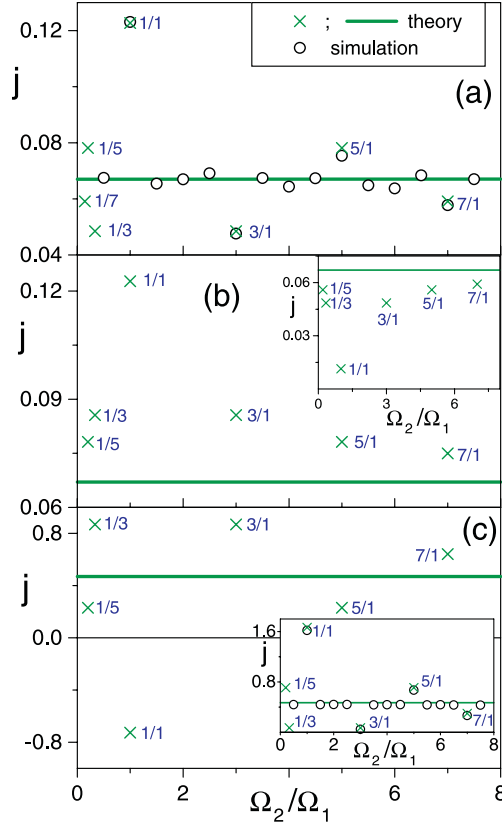 0.12
1/1
× ; theory
simulation
(a)
j
0.08
1/5
5/1
1/7
7/1
1/3
3/1
0.04
0.12
1/1
(b)
0.06
j
0.03
0.00
1/5
1/3
3/1
5/1
7/1
1/1
0 3 6
Ω₂/Ω₁
j
0.09
1/3
3/1
1/5
5/1
7/1
0.06
0.8
1/3
3/1
7/1
(c)
j
1/5
5/1
0.0
1/1
-0.8
1.6
j
0.8
1/1
1/5
5/1
1/3
3/1
7/1
0 2 4 6 8
Ω₂/Ω₁
0 2 4 6 8
Ω₂/Ω₁